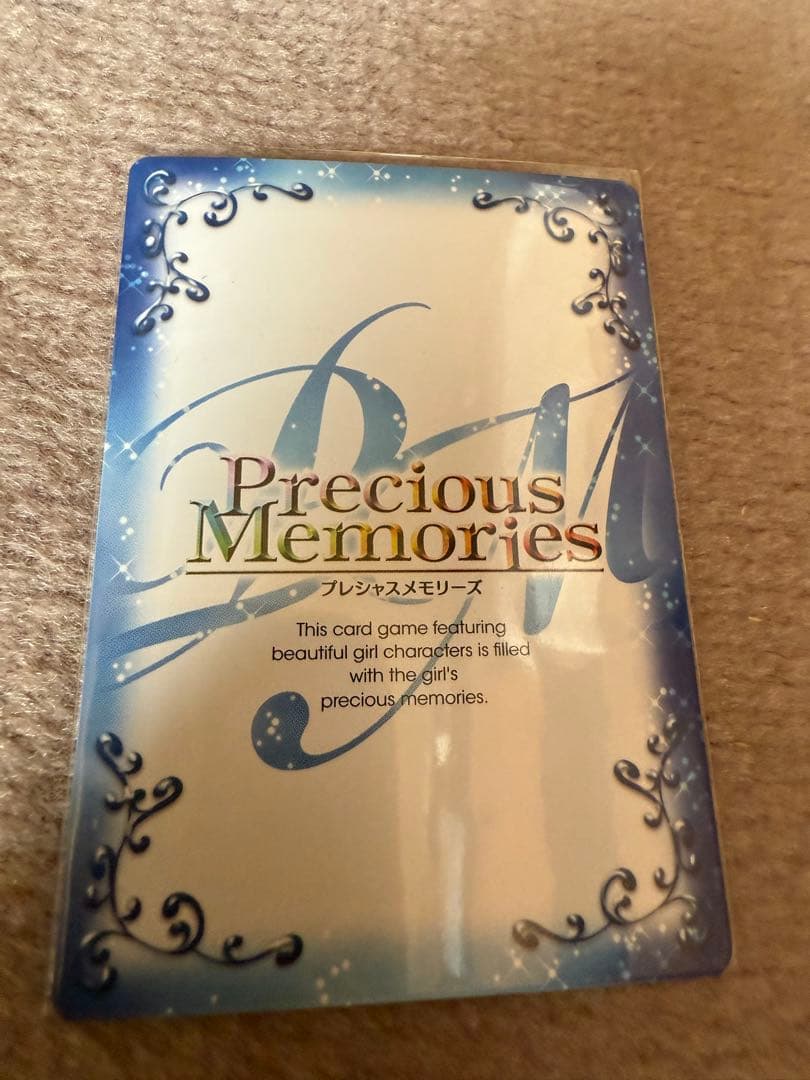 Precious
Memories
プレシャスメモリーズ
This card game featuring
beautiful girl characters is filled
with the girl's
precious memories.